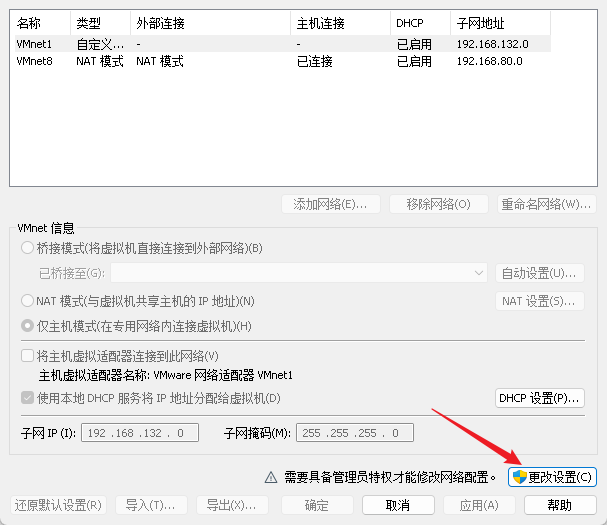 名称 类型 外部连接 主机连接 DHCP 子网地址
VMnet1 自定义... - - 已启用 192.168.132.0
VMnet8 NAT 模式 NAT 模式 已连接 已启用 192.168.80.0
添加网络(E)... 移除网络(O) 重命名网络(W)...
VMnet 信息
桥接模式(将虚拟机直接连接到外部网络)(B)
已桥接至(G): 自动设置(U)...
NAT 模式(与虚拟机共享主机的 IP 地址)(N) NAT 设置(S)...
仅主机模式(在专用网络内连接虚拟机)(H)
将主机虚拟适配器连接到此网络(V)
主机虚拟适配器名称: VMware 网络适配器 VMnet1
使用本地 DHCP 服务将 IP 地址分配给虚拟机(D) DHCP 设置(P)...
子网 IP (I): 192 .168 .132 . 0 子网掩码(M): 255 .255 .255 . 0
需要具备管理员特权才能修改网络配置。 更改设置(C)
还原默认设置(R) 导入(T)... 导出(X)... 确定 取消 应用(A) 帮助